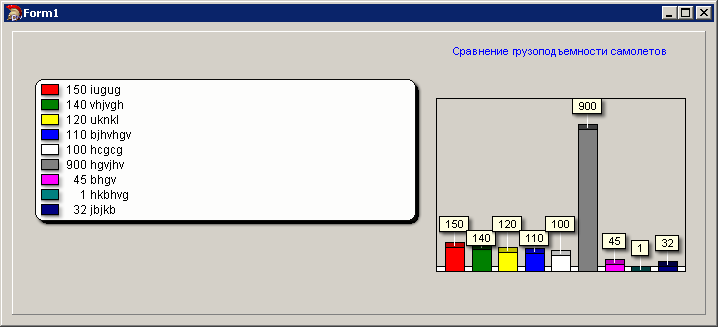 Form1
Сравнение грузоподъемности самолетов
150 iugug
140 vhjvgh
120 uknkl
110 bjhvhgv
100 hcgcg
900 hgvjhv
45 bhgv
1 hkbhvg
32 jbjkb
150
140
120
110
100
900
45
1
32